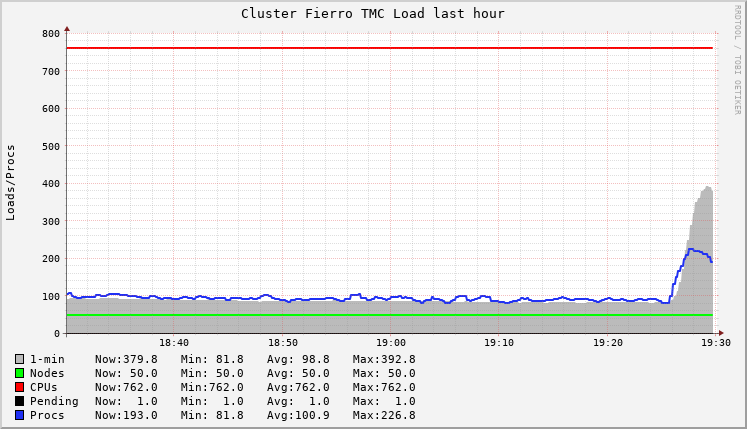 Cluster Fierro TMC Load last hour
RRDTOOL / TOBI OETIKER
Loads/Procs
800
700
600
500
400
300
200
100
0
18:40 18:50 19:00 19:10 19:20 19:30
1-min Now:379.8 Min: 81.8 Avg: 98.8 Max:392.8
Nodes Now: 50.0 Min: 50.0 Avg: 50.0 Max: 50.0
CPUs Now:762.0 Min:762.0 Avg:762.0 Max:762.0
Pending Now: 1.0 Min: 1.0 Avg: 1.0 Max: 1.0
Procs Now:193.0 Min: 81.8 Avg:100.9 Max:226.8